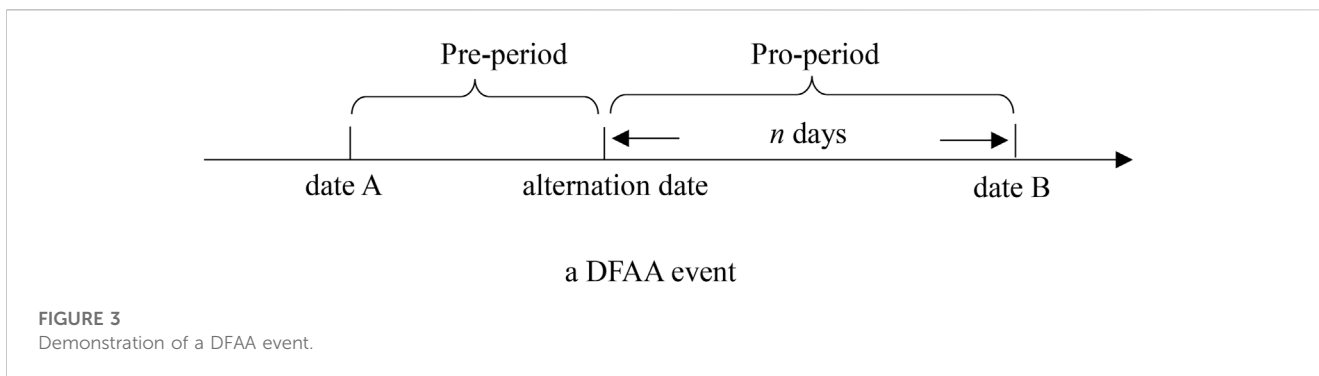 Pre-period Pro-period
n days
date A alternation date date B
a DFAA event
FIGURE 3
Demonstration of a DFAA event.